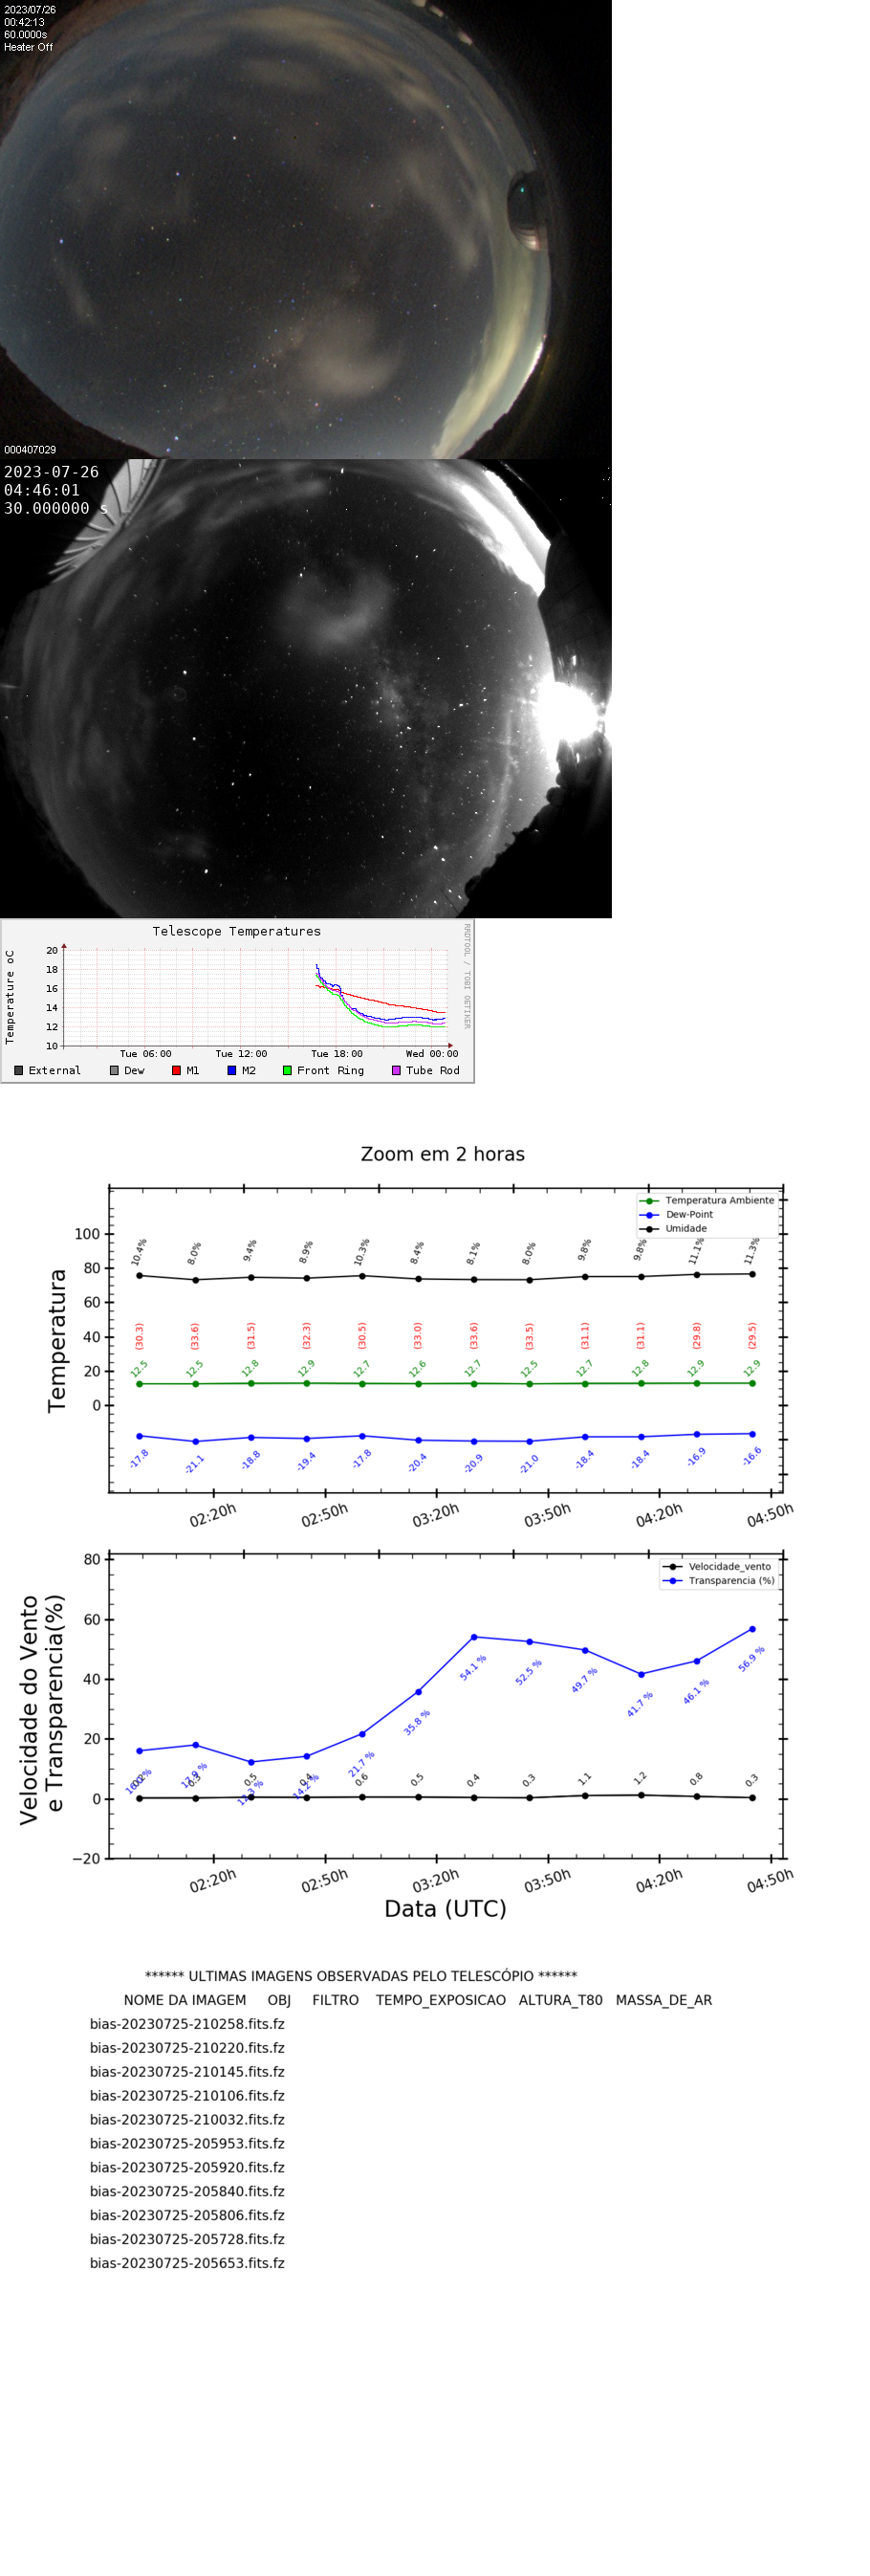 2023/07/26
00:42:13
60.0000s
Heater Off
000407029
2023-07-26
04:46:01
30.000000 s
Telescope Temperatures
RRDTOOL / TOBI OETIKER
Temperature oC
20
18
16
14
12
10
Tue 06:00 Tue 12:00 Tue 18:00 Wed 00:00
External Dew M1 M2 Front Ring Tube Rod
Zoom em 2 horas
Temperatura Ambiente
Dew-Point
Umidade
Temperatura
100
80
60
40
20
0
10.4% 8.0% 9.4% 8.9% 10.3% 8.4% 8.1% 8.0% 9.8% 9.8% 11.1% 11.3%
(30.3) (33.6) (31.5) (32.3) (30.5) (33.0) (33.6) (33.5) (31.1) (31.1) (29.8) (29.5)
12.5 12.5 12.8 12.9 12.7 12.6 12.7 12.5 12.7 12.8 12.9 12.9
-17.8 -21.1 -18.8 -19.4 -17.8 -20.4 -20.9 -21.0 -18.4 -18.4 -16.9 -16.6
02:20h 02:50h 03:20h 03:50h 04:20h 04:50h
Velocidade_vento
Transparencia (%)
Velocidade do Vento
e Transparencia(%)
80
60
40
20
0
−20
21.7 % 35.8 % 54.1 % 52.5 % 49.7 % 41.7 % 46.1 % 56.9 %
0.5 0.6 0.5 0.4 0.3 1.1 1.2 0.8 0.3
02:20h 02:50h 03:20h 03:50h 04:20h 04:50h
Data (UTC)
****** ULTIMAS IMAGENS OBSERVADAS PELO TELESCÓPIO ******
NOME DA IMAGEM OBJ FILTRO TEMPO_EXPOSICAO ALTURA_T80 MASSA_DE_AR
bias-20230725-210258.fits.fz
bias-20230725-210220.fits.fz
bias-20230725-210145.fits.fz
bias-20230725-210106.fits.fz
bias-20230725-210032.fits.fz
bias-20230725-205953.fits.fz
bias-20230725-205920.fits.fz
bias-20230725-205840.fits.fz
bias-20230725-205806.fits.fz
bias-20230725-205728.fits.fz
bias-20230725-205653.fits.fz